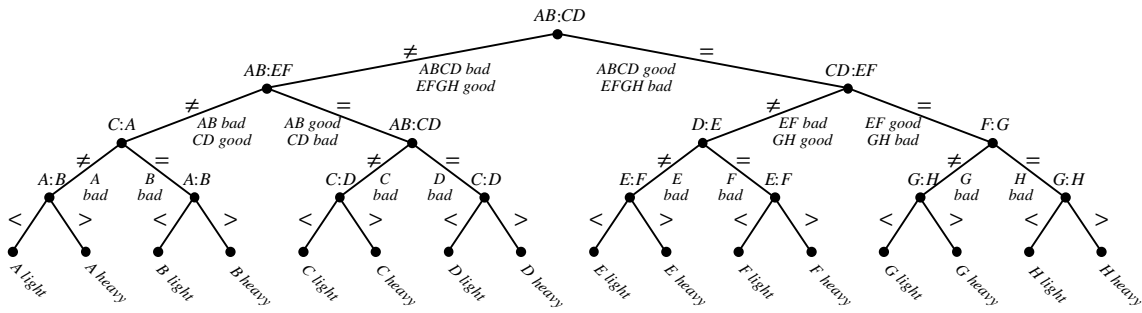 AB:CD
≠ =
ABCD bad ABCD good
EFGH good EFGH bad
AB:EF CD:EF
≠ = ≠ =
AB bad AB good EF bad EF good
CD good CD bad GH good GH bad
C:A AB:CD D:E F:G
≠ = ≠ = ≠ = ≠ =
A B C D E F G H
bad bad bad bad bad bad bad bad
A:B A:B C:D C:D E:F E:F G:H G:H
< > < > < > < > < > < > < > < >
A light
A heavy
B light
B heavy
C light
C heavy
D light
D heavy
E light
E heavy
F light
F heavy
G light
G heavy
H light
H heavy